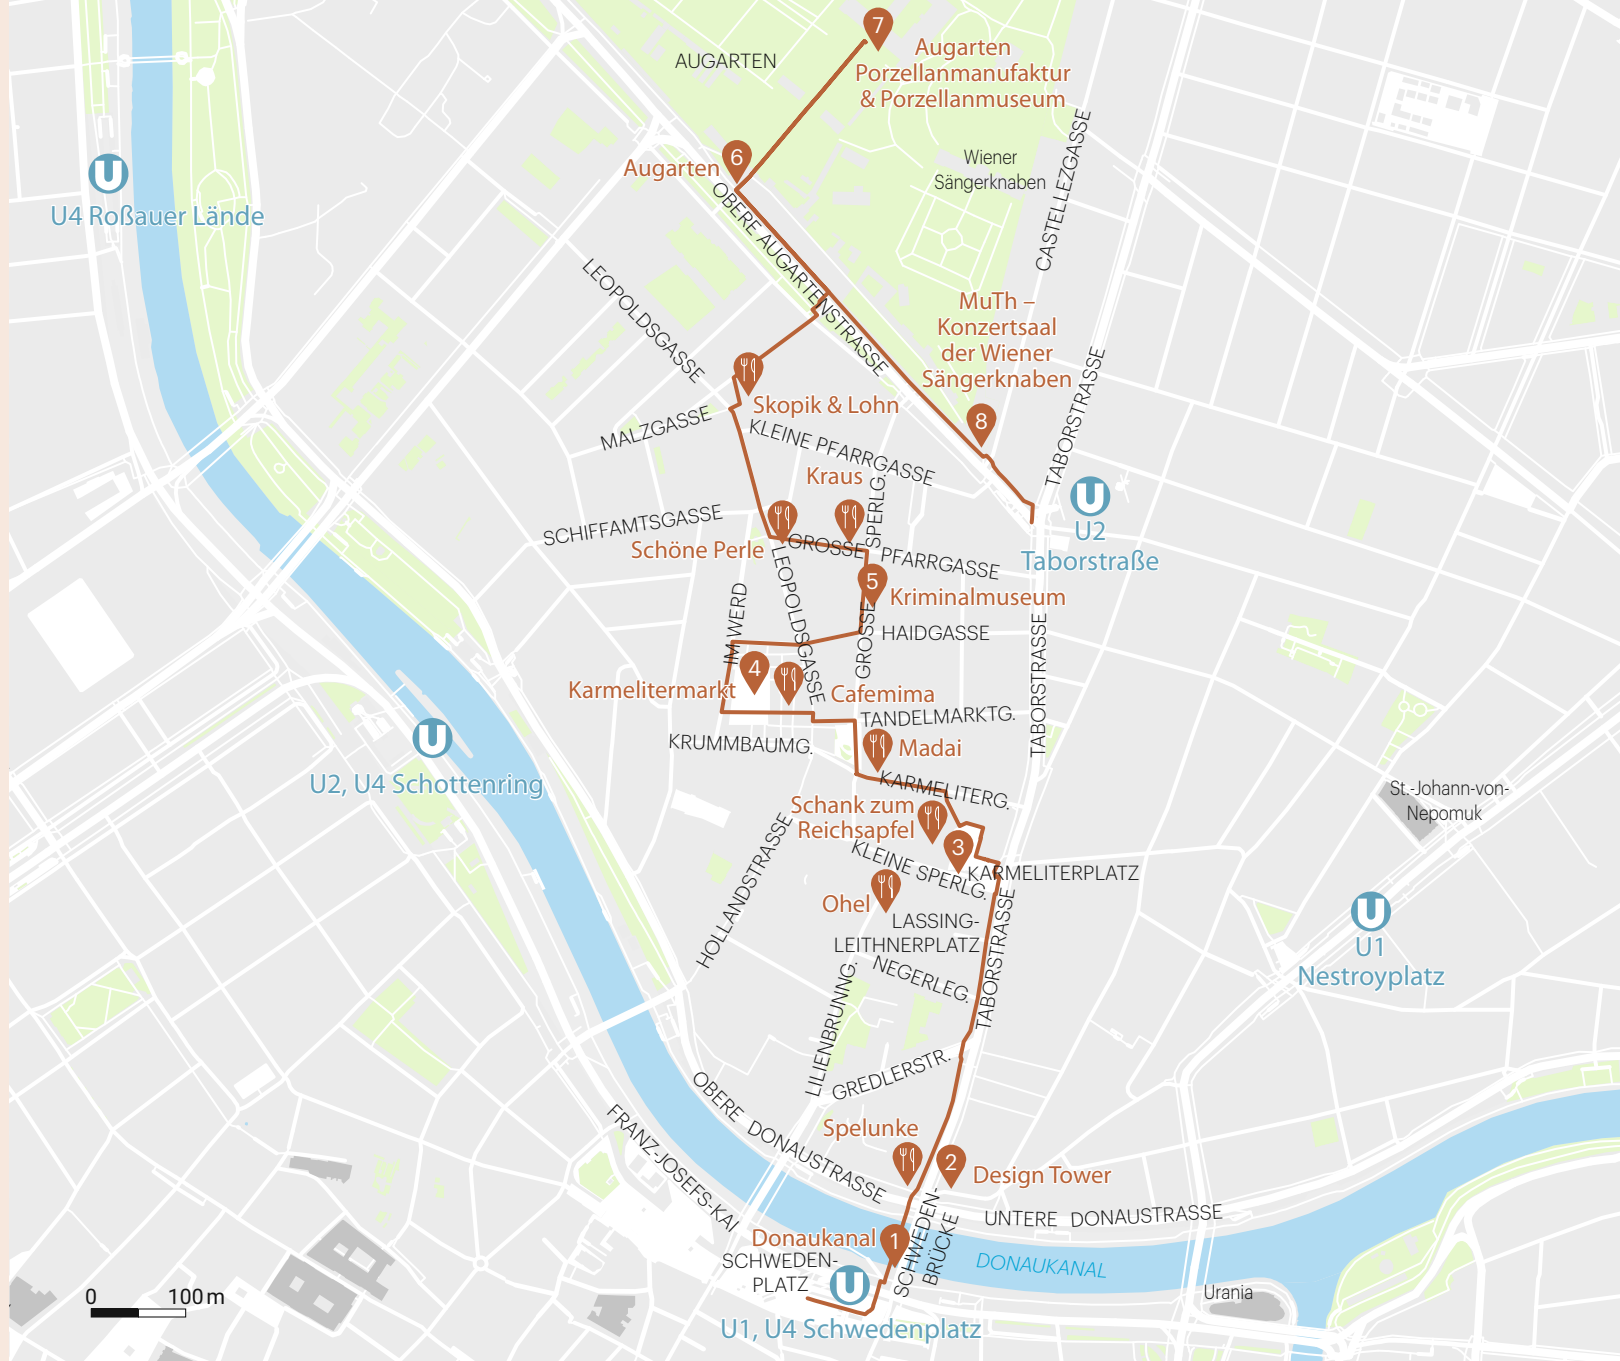 7
Augarten
Porzellanmanufaktur
& Porzellanmuseum
AUGARTEN
CASTELLEZGASSE
6
Augarten
Wiener
Sängerknaben
U
U4 Roßauer Lände
OBERE AUGARTENSTRASSE
LEOPOLDSGASSE
MuTh –
Konzertsaal
der Wiener
Sängerknaben
8
TABORSTRASSE
Skopik & Lohn
MALZGASSE
KLEINE PFARRGASSE
Kraus
SPERLG.
U
U2
Taborstraße
SCHIFFAMTSGASSE
Schöne Perle
GROSSE PFARRGASSE
LEOPOLDSGASSE
5
Kriminalmuseum
IM WERD
GROSSE
HAIDGASSE
TABORSTRASSE
4
Karmelitermarkt
Cafemima
TANDELMARKTG.
KRUMMBAUMG.
Madai
U
U2, U4 Schottenring
KARMELITERG.
St.-Johann-von-
Nepomuk
Schank zum
Reichsapfel
3
KLEINE SPERLG.
KARMELITERPLATZ
HOLLANDSTRASSE
Ohel
LASSING-
LEITHNERPLATZ
TABORSTRASSE
U
U1
Nestroyplatz
NEGERLEG.
LILIENBRUNNG.
GREDLERSTR.
OBERE DONAUSTRASSE
FRANZ-JOSEFS-KAI
Spelunke
2
Design Tower
UNTERE DONAUSTRASSE
Donaukanal
1
SCHWEDEN-
BRÜCKE
DONAUKANAL
SCHWEDEN-
PLATZ
U
U1, U4 Schwedenplatz
Urania
0 100 m